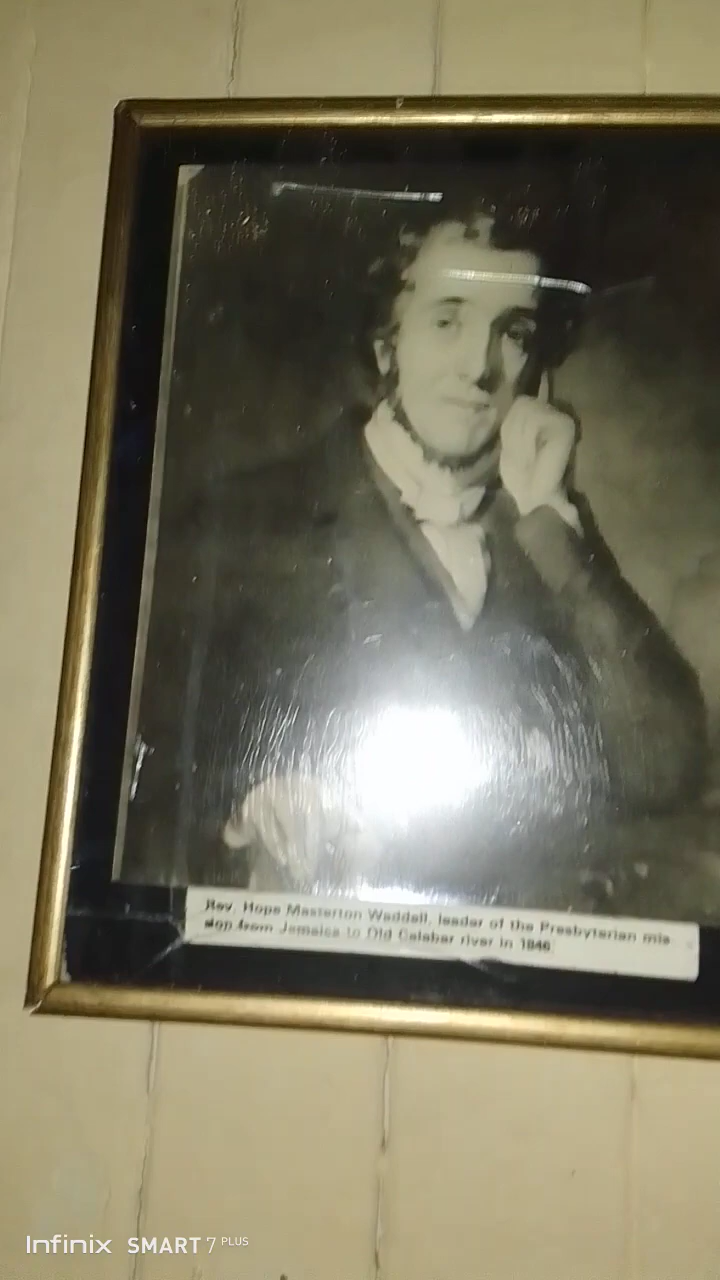 Rev. Hope Masterton Waddell, leader of the Presbyterian mis-
sion from Jamaica to Old Calabar river in 1846
Infinix SMART 7 PLUS